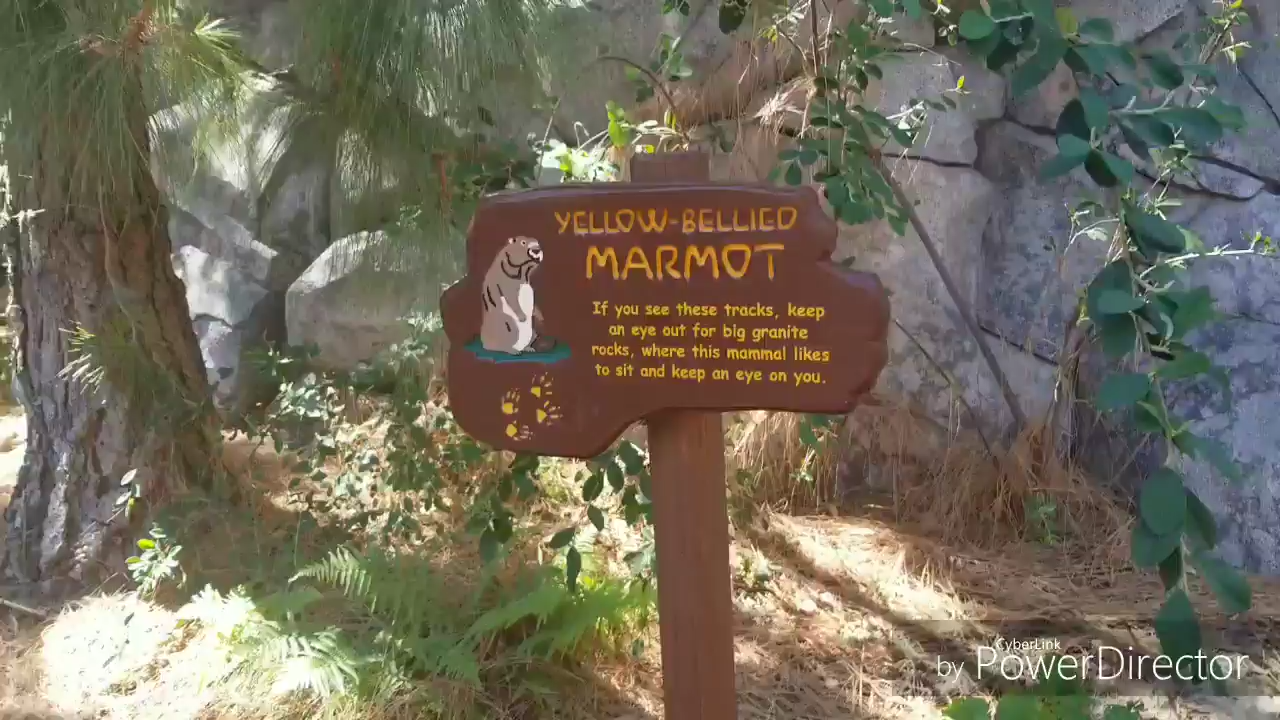 YELLOW-BELLIED
MARMOT
If you see these tracks, keep
an eye out for big granite
rocks, where this mammal likes
to sit and keep an eye on you.
CyberLink
by PowerDirector